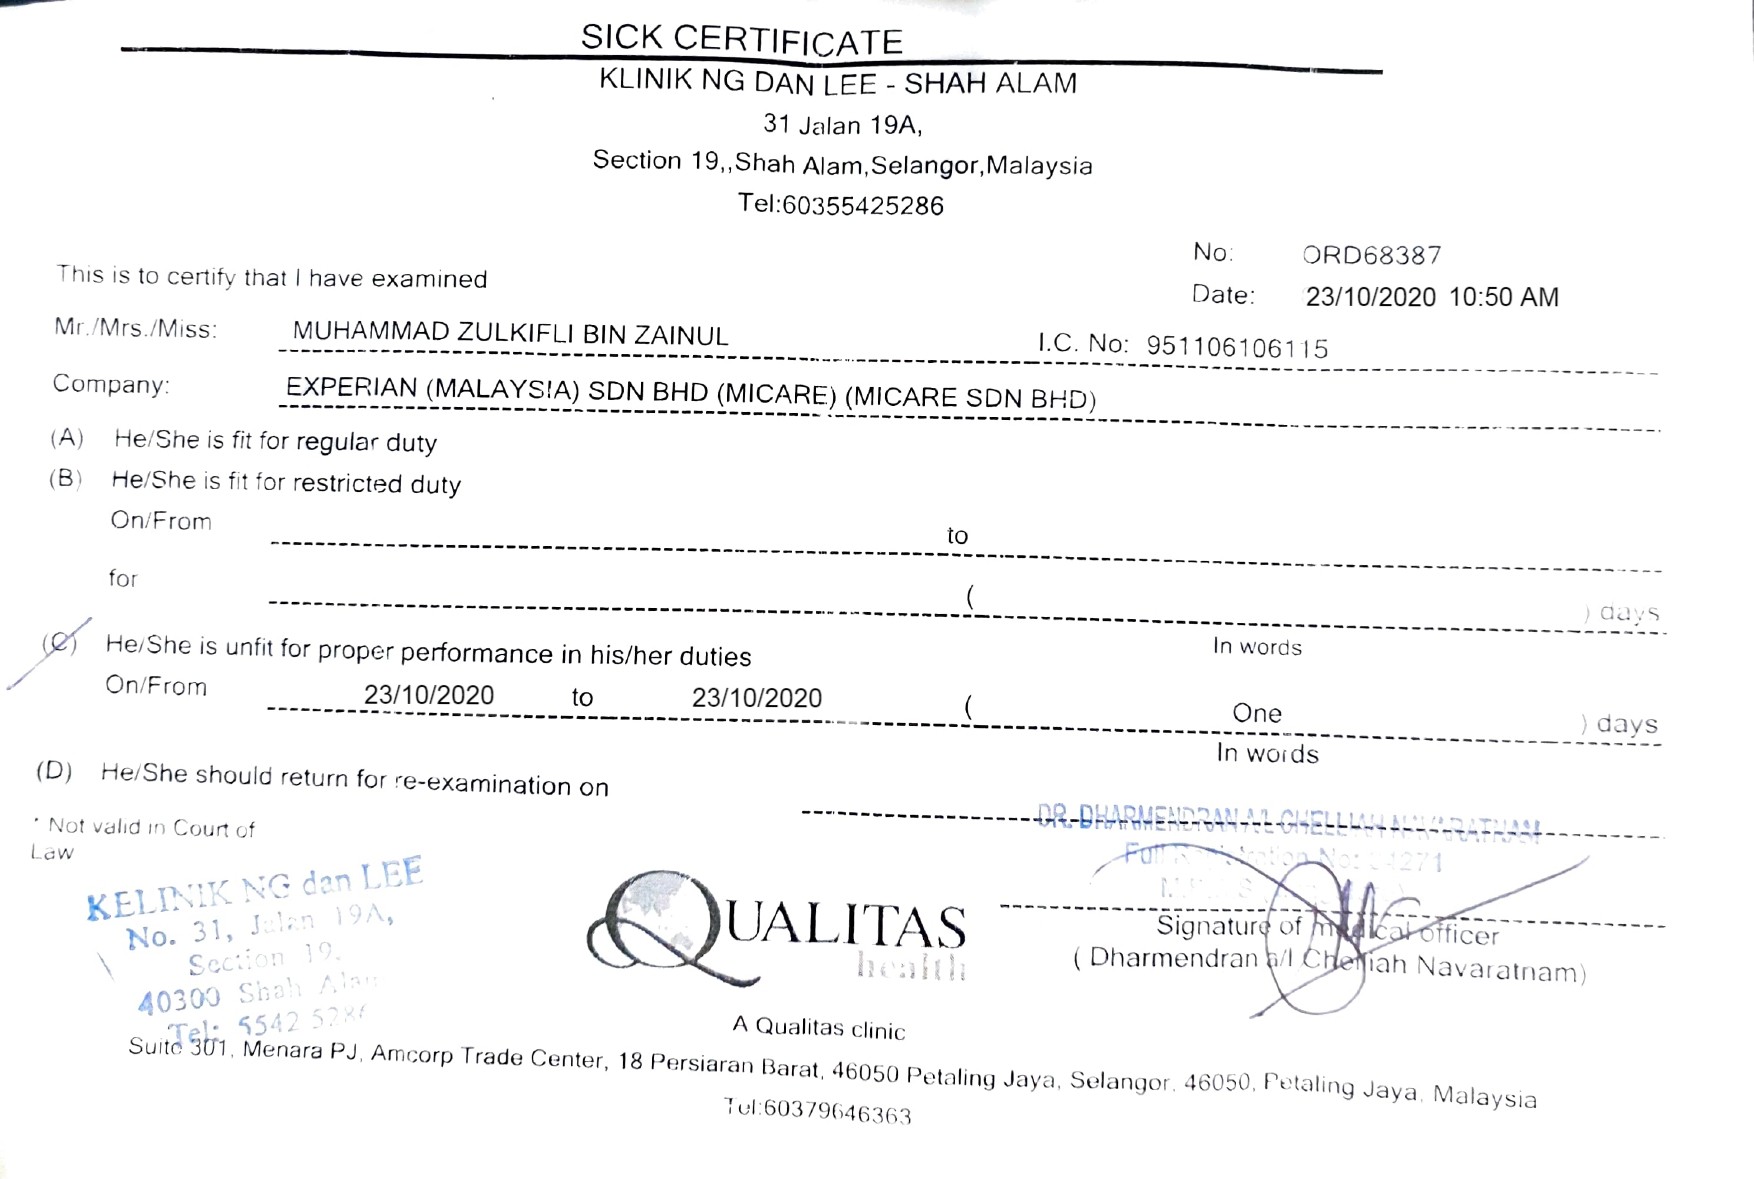 SICK CERTIFICATE
KLINIK NG DAN LEE - SHAH ALAM
31 Jalan 19A,
Section 19,,Shah Alam,Selangor,Malaysia
Tel:60355425286
No: ORD68387
This is to certify that I have examined
Date: 23/10/2020 10:50 AM
Mr./Mrs./Miss: MUHAMMAD ZULKIFLI BIN ZAINUL I.C. No: 951106106115
Company: EXPERIAN (MALAYSIA) SDN BHD (MICARE) (MICARE SDN BHD)
(A) He/She is fit for regular duty
(B) He/She is fit for restricted duty
On/From to
for ( ) days
In words
(C) He/She is unfit for proper performance in his/her duties
On/From 23/10/2020 to 23/10/2020 ( One ) days
In words
(D) He/She should return for re-examination on
* Not valid in Court of
Law
DR. DHARMENDRAN A/L CHELLIAH NAVARATNAM
Full Registration No:
KELINIK NG dan LEE
No. 31, Jalan 19A,
Section 19.
40300 Shah Alam
Tel: 5542 5286
QUALITAS
health
Signature of medical officer
( Dharmendran a/l Chelliah Navaratnam)
A Qualitas clinic
Suite 301, Menara PJ, Amcorp Trade Center, 18 Persiaran Barat, 46050 Petaling Jaya, Selangor, 46050, Petaling Jaya, Malaysia
Tel:60379646363